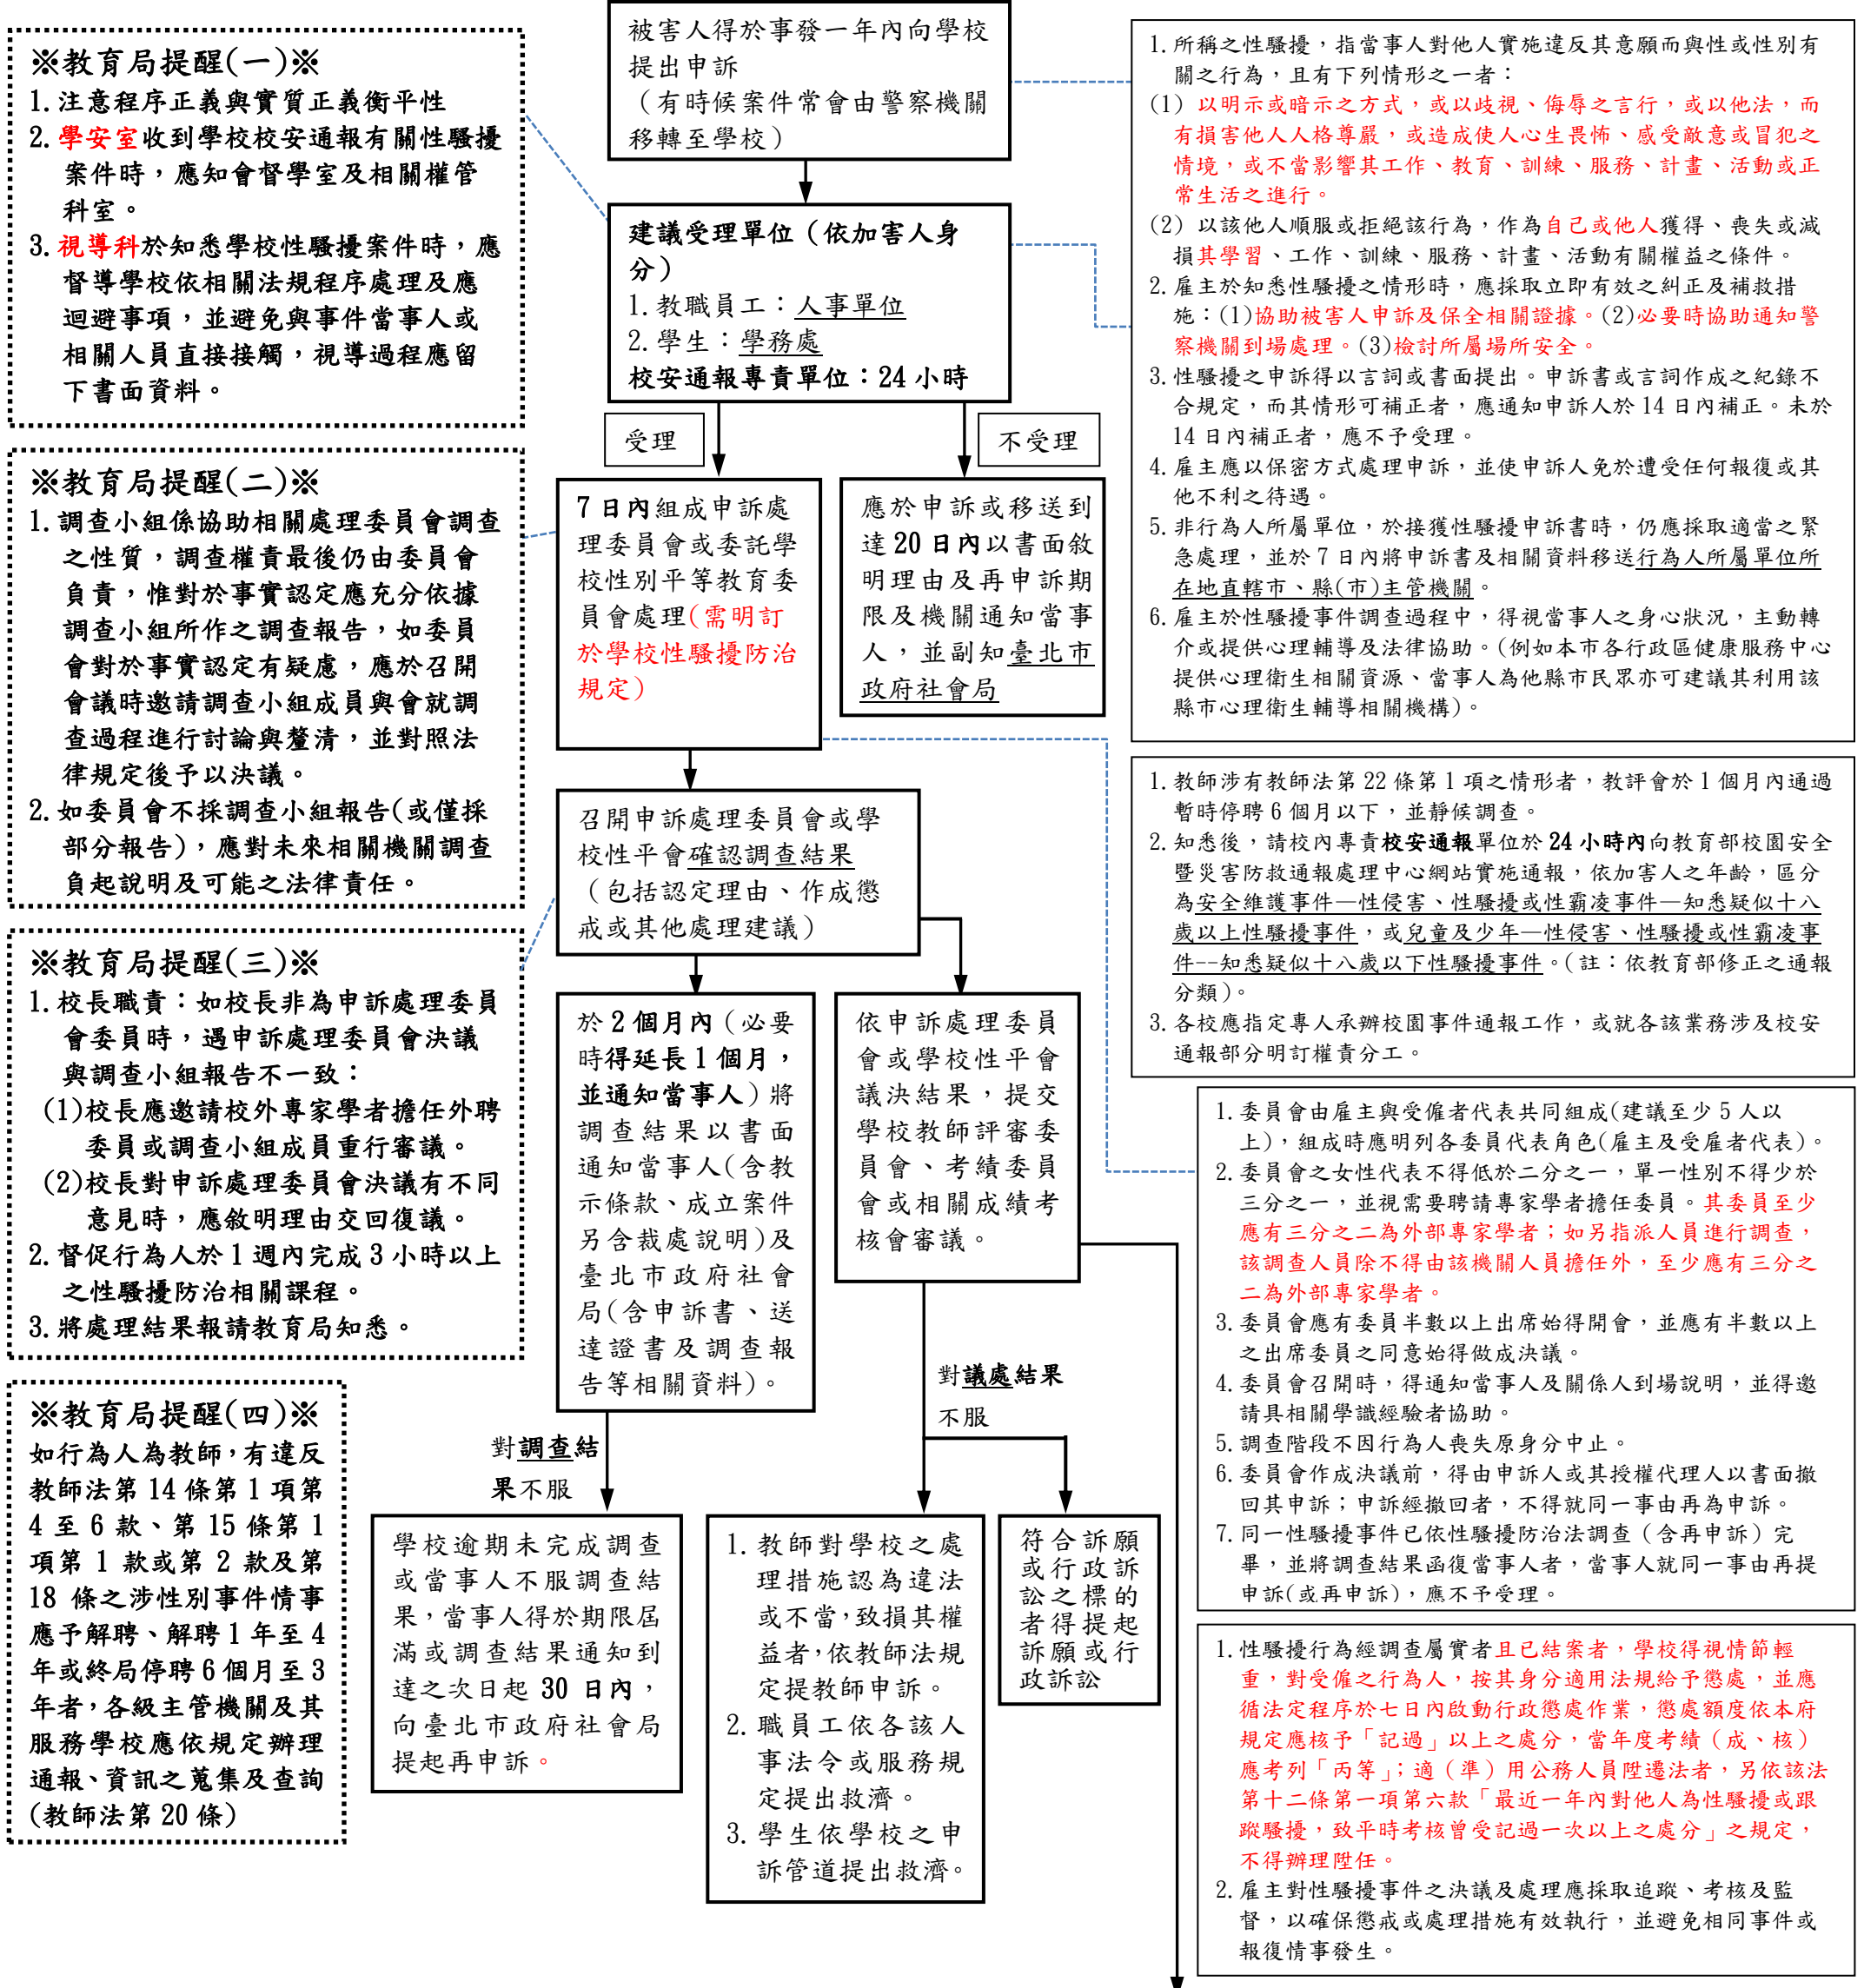 被害人得於事發一年內向學校
提出申訴
（有時候案件常會由警察機關
移轉至學校）
建議受理單位（依加害人身
分）
1.教職員工：人事單位
2.學生：學務處
校安通報專責單位：24 小時
受理
不受理
7 日內組成申訴處
理委員會或委託學
校性別平等教育委
員會處理(需明訂
於學校性騷擾防治
規定)
應於申訴或移送到
達 20 日內以書面敘
明理由及再申訴期
限及機關通知當事
人，並副知臺北市
政府社會局
召開申訴處理委員會或學
校性平會確認調查結果
（包括認定理由、作成懲
戒或其他處理建議）
於 2 個月內（必要
時得延長 1 個月，
並通知當事人）將
調查結果以書面
通知當事人(含教
示條款、成立案件
另含裁處說明)及
臺北市政府社會
局(含申訴書、送
達證書及調查報
告等相關資料)。
依申訴處理委員
會或學校性平會
議決結果，提交
學校教師評審委
員會、考績委員
會或相關成績考
核會審議。
對調查結
果不服
對議處結果
不服
學校逾期未完成調查
或當事人不服調查結
果，當事人得於期限屆
滿或調查結果通知到
達之次日起 30 日內，
向臺北市政府社會局
提起再申訴。
1. 教師對學校之處
理措施認為違法
或不當，致損其權
益者，依教師法規
定提教師申訴。
2. 職員工依各該人
事法令或服務規
定提出救濟。
3. 學生依學校之申
訴管道提出救濟。
符合訴願
或行政訴
訟之標的
者得提起
訴願或行
政訴訟
※教育局提醒(一)※
1.注意程序正義與實質正義衡平性
2.學安室收到學校校安通報有關性騷擾
案件時，應知會督學室及相關權管
科室。
3.視導科於知悉學校性騷擾案件時，應
督導學校依相關法規程序處理及應
迴避事項，並避免與事件當事人或
相關人員直接接觸，視導過程應留
下書面資料。
※教育局提醒(二)※
1.調查小組係協助相關處理委員會調查
之性質，調查權責最後仍由委員會
負責，惟對於事實認定應充分依據
調查小組所作之調查報告，如委員
會對於事實認定有疑慮，應於召開
會議時邀請調查小組成員與會就調
查過程進行討論與釐清，並對照法
律規定後予以決議。
2.如委員會不採調查小組報告(或僅採
部分報告)，應對未來相關機關調查
負起說明及可能之法律責任。
※教育局提醒(三)※
1.校長職責：如校長非為申訴處理委員
會委員時，遇申訴處理委員會決議
與調查小組報告不一致：
(1)校長應邀請校外專家學者擔任外聘
委員或調查小組成員重行審議。
(2)校長對申訴處理委員會決議有不同
意見時，應敘明理由交回復議。
2.督促行為人於 1 週內完成 3 小時以上
之性騷擾防治相關課程。
3.將處理結果報請教育局知悉。
※教育局提醒(四)※
如行為人為教師，有違反
教師法第 14 條第 1 項第
4 至 6 款、第 15 條第 1
項第 1 款或第 2 款及第
18 條之涉性別事件情事
應予解聘、解聘 1 年至 4
年或終局停聘 6 個月至 3
年者，各級主管機關及其
服務學校應依規定辦理
通報、資訊之蒐集及查詢
(教師法第 20 條)
1.所稱之性騷擾，指當事人對他人實施違反其意願而與性或性別有
關之行為，且有下列情形之一者：
(1) 以明示或暗示之方式，或以歧視、侮辱之言行，或以他法，而
有損害他人人格尊嚴，或造成使人心生畏怖、感受敵意或冒犯之
情境，或不當影響其工作、教育、訓練、服務、計畫、活動或正
常生活之進行。
(2) 以該他人順服或拒絕該行為，作為自己或他人獲得、喪失或減
損其學習、工作、訓練、服務、計畫、活動有關權益之條件。
2.雇主於知悉性騷擾之情形時，應採取立即有效之糾正及補救措
施：(1)協助被害人申訴及保全相關證據。(2)必要時協助通知警
察機關到場處理。(3)檢討所屬場所安全。
3.性騷擾之申訴得以言詞或書面提出。申訴書或言詞作成之紀錄不
合規定，而其情形可補正者，應通知申訴人於 14 日內補正。未於
14 日內補正者，應不予受理。
4.雇主應以保密方式處理申訴，並使申訴人免於遭受任何報復或其
他不利之待遇。
5.非行為人所屬單位，於接獲性騷擾申訴書時，仍應採取適當之緊
急處理，並於 7 日內將申訴書及相關資料移送行為人所屬單位所
在地直轄市、縣(市)主管機關。
6.雇主於性騷擾事件調查過程中，得視當事人之身心狀況，主動轉
介或提供心理輔導及法律協助。(例如本市各行政區健康服務中心
提供心理衛生相關資源、當事人為他縣市民眾亦可建議其利用該
縣市心理衛生輔導相關機構)。
1.教師涉有教師法第 22 條第 1 項之情形者，教評會於 1 個月內通過
暫時停聘 6 個月以下，並靜候調查。
2.知悉後，請校內專責校安通報單位於 24 小時內向教育部校園安全
暨災害防救通報處理中心網站實施通報，依加害人之年齡，區分
為安全維護事件—性侵害、性騷擾或性霸凌事件—知悉疑似十八
歲以上性騷擾事件，或兒童及少年—性侵害、性騷擾或性霸凌事
件--知悉疑似十八歲以下性騷擾事件。(註：依教育部修正之通報
分類)。
3.各校應指定專人承辦校園事件通報工作，或就各該業務涉及校安
通報部分明訂權責分工。
1.委員會由雇主與受僱者代表共同組成(建議至少 5 人以
上)，組成時應明列各委員代表角色(雇主及受雇者代表)。
2.委員會之女性代表不得低於二分之一，單一性別不得少於
三分之一，並視需要聘請專家學者擔任委員。其委員至少
應有三分之二為外部專家學者；如另指派人員進行調查，
該調查人員除不得由該機關人員擔任外，至少應有三分之
二為外部專家學者。
3.委員會應有委員半數以上出席始得開會，並應有半數以上
之出席委員之同意始得做成決議。
4.委員會召開時，得通知當事人及關係人到場說明，並得邀
請具相關學識經驗者協助。
5.調查階段不因行為人喪失原身分中止。
6.委員會作成決議前，得由申訴人或其授權代理人以書面撤
回其申訴；申訴經撤回者，不得就同一事由再為申訴。
7.同一性騷擾事件已依性騷擾防治法調查（含再申訴）完
畢，並將調查結果函復當事人者，當事人就同一事由再提
申訴(或再申訴)，應不予受理。
1.性騷擾行為經調查屬實者且已結案者，學校得視情節輕
重，對受僱之行為人，按其身分適用法規給予懲處，並應
循法定程序於七日內啟動行政懲處作業，懲處額度依本府
規定應核予「記過」以上之處分，當年度考績（成、核）
應考列「丙等」；適（準）用公務人員陞遷法者，另依該法
第十二條第一項第六款「最近一年內對他人為性騷擾或跟
蹤騷擾，致平時考核曾受記過一次以上之處分」之規定，
不得辦理陞任。
2.雇主對性騷擾事件之決議及處理應採取追蹤、考核及監
督，以確保懲戒或處理措施有效執行，並避免相同事件或
報復情事發生。